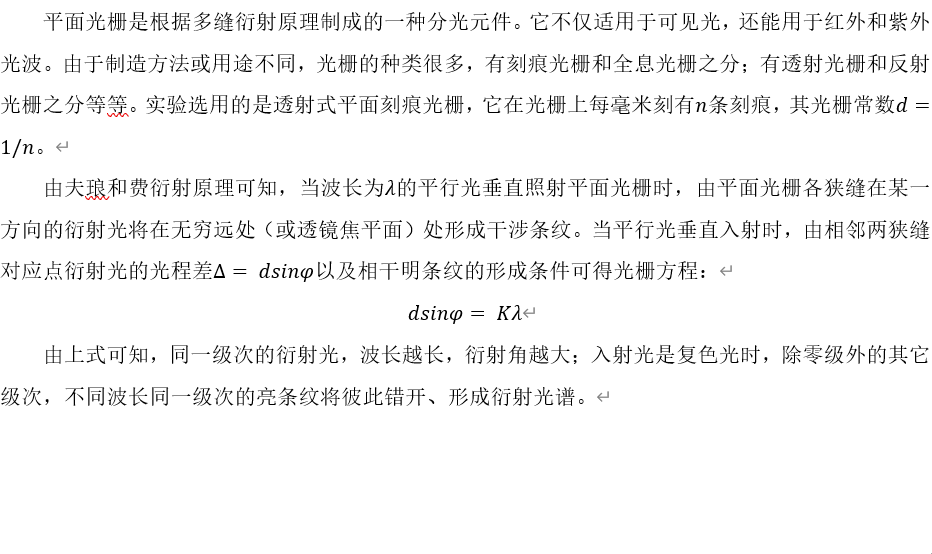 平面光栅是根据多缝衍射原理制成的一种分光元件。它不仅适用于可见光，还能用于红外和紫外
光波。由于制造方法或用途不同，光栅的种类很多，有刻痕光栅和全息光栅之分；有透射光栅和反射
光栅之分等等。实验选用的是透射式平面刻痕光栅，它在光栅上每毫米刻有n条刻痕，其光栅常数d =
1/n。
由夫琅和费衍射原理可知，当波长为λ的平行光垂直照射平面光栅时，由平面光栅各狭缝在某一
方向的衍射光将在无穷远处（或透镜焦平面）处形成干涉条纹。当平行光垂直入射时，由相邻两狭缝
对应点衍射光的光程差Δ = dsinφ以及相干明条纹的形成条件可得光栅方程：
dsinφ = Kλ
由上式可知，同一级次的衍射光，波长越长，衍射角越大；入射光是复色光时，除零级外的其它
级次，不同波长同一级次的亮条纹将彼此错开、形成衍射光谱。